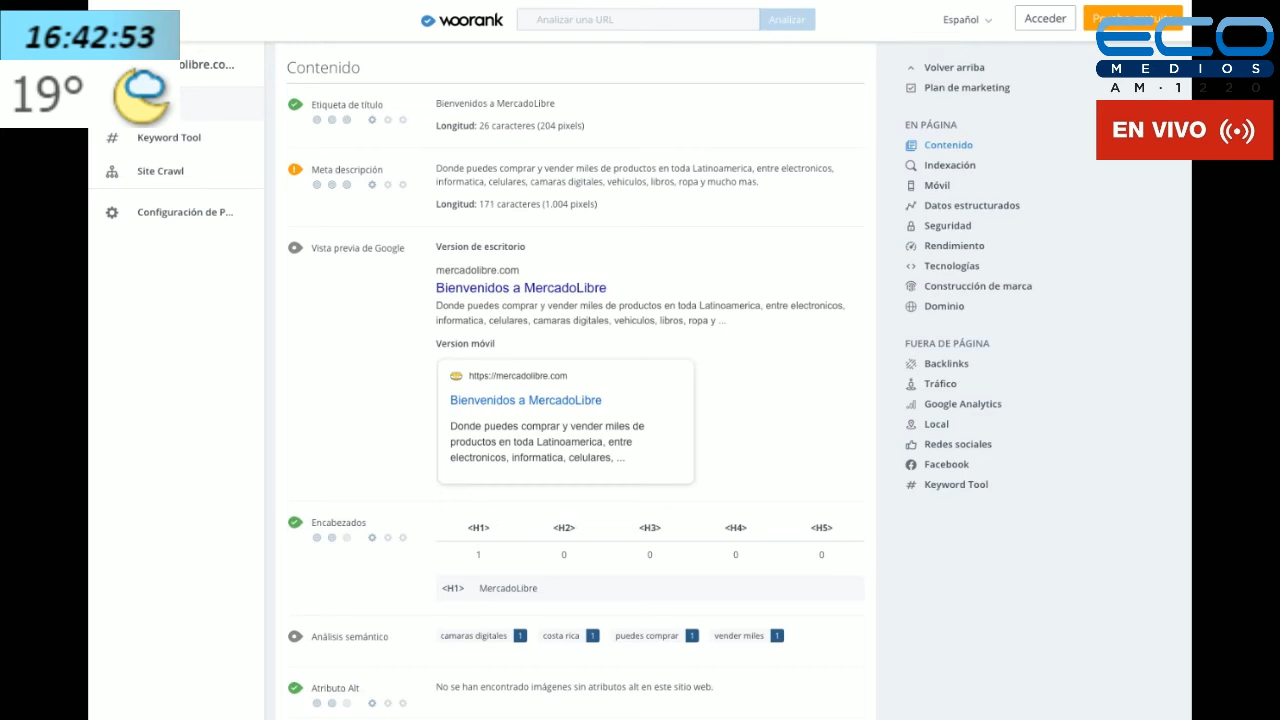 16:42:53
19°
olibre.co...
Keyword Tool
Site Crawl
Configuración de P...
woorank
Analizar una URL
Analizar
Español
Acceder
Prueba gratuita
ECO
MEDIOS
AM·1220
EN VIVO
Contenido
Etiqueta de título
Bienvenidos a MercadoLibre
Longitud: 26 caracteres (204 pixels)
Meta descripción
Donde puedes comprar y vender miles de productos en toda Latinoamerica, entre electronicos,
informatica, celulares, camaras digitales, vehiculos, libros, ropa y mucho mas.
Longitud: 171 caracteres (1.004 pixels)
Vista previa de Google
Version de escritorio
mercadolibre.com
Bienvenidos a MercadoLibre
Donde puedes comprar y vender miles de productos en toda Latinoamerica, entre electronicos,
informatica, celulares, camaras digitales, vehiculos, libros, ropa y ...
Version móvil
https://mercadolibre.com
Bienvenidos a MercadoLibre
Donde puedes comprar y vender miles de
productos en toda Latinoamerica, entre
electronicos, informatica, celulares, ...
Encabezados
<H1> <H2> <H3> <H4> <H5>
1 0 0 0 0
<H1> MercadoLibre
Análisis semántico
camaras digitales 1 costa rica 1 puedes comprar 1 vender miles 1
Atributo Alt
No se han encontrado imágenes sin atributos alt en este sitio web.
Volver arriba
Plan de marketing
EN PÁGINA
Contenido
Indexación
Móvil
Datos estructurados
Seguridad
Rendimiento
Tecnologías
Construcción de marca
Dominio
FUERA DE PÁGINA
Backlinks
Tráfico
Google Analytics
Local
Redes sociales
Facebook
Keyword Tool